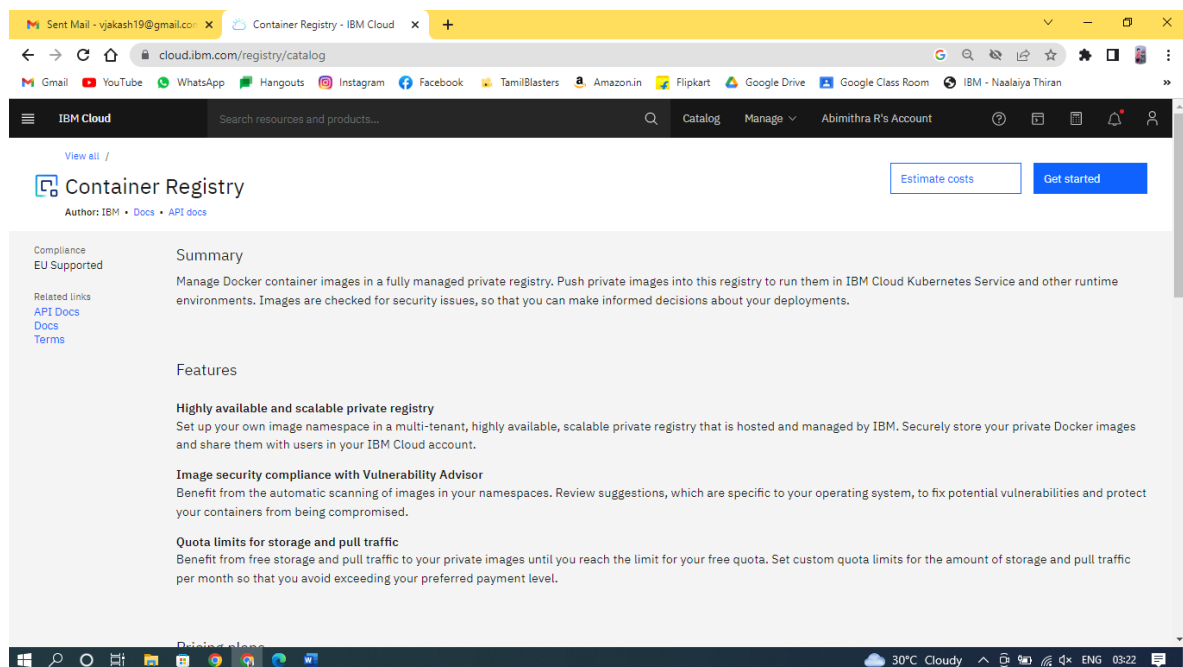 Sent Mail - vjakash19@gmail.con
Container Registry - IBM Cloud
cloud.ibm.com/registry/catalog
Gmail YouTube WhatsApp Hangouts Instagram Facebook TamilBlasters Amazon.in Flipkart Google Drive Google Class Room IBM - Naalaiya Thiran »
IBM Cloud Search resources and products... Catalog Manage Abimithra R's Account
View all /
Container Registry
Estimate costs
Get started
Author: IBM • Docs • API docs
Compliance
EU Supported
Related links
API Docs
Docs
Terms
Summary
Manage Docker container images in a fully managed private registry. Push private images into this registry to run them in IBM Cloud Kubernetes Service and other runtime
environments. Images are checked for security issues, so that you can make informed decisions about your deployments.
Features
Highly available and scalable private registry
Set up your own image namespace in a multi-tenant, highly available, scalable private registry that is hosted and managed by IBM. Securely store your private Docker images
and share them with users in your IBM Cloud account.
Image security compliance with Vulnerability Advisor
Benefit from the automatic scanning of images in your namespaces. Review suggestions, which are specific to your operating system, to fix potential vulnerabilities and protect
your containers from being compromised.
Quota limits for storage and pull traffic
Benefit from free storage and pull traffic to your private images until you reach the limit for your free quota. Set custom quota limits for the amount of storage and pull traffic
per month so that you avoid exceeding your preferred payment level.
Pricing plans
30°C Cloudy ENG 03:22